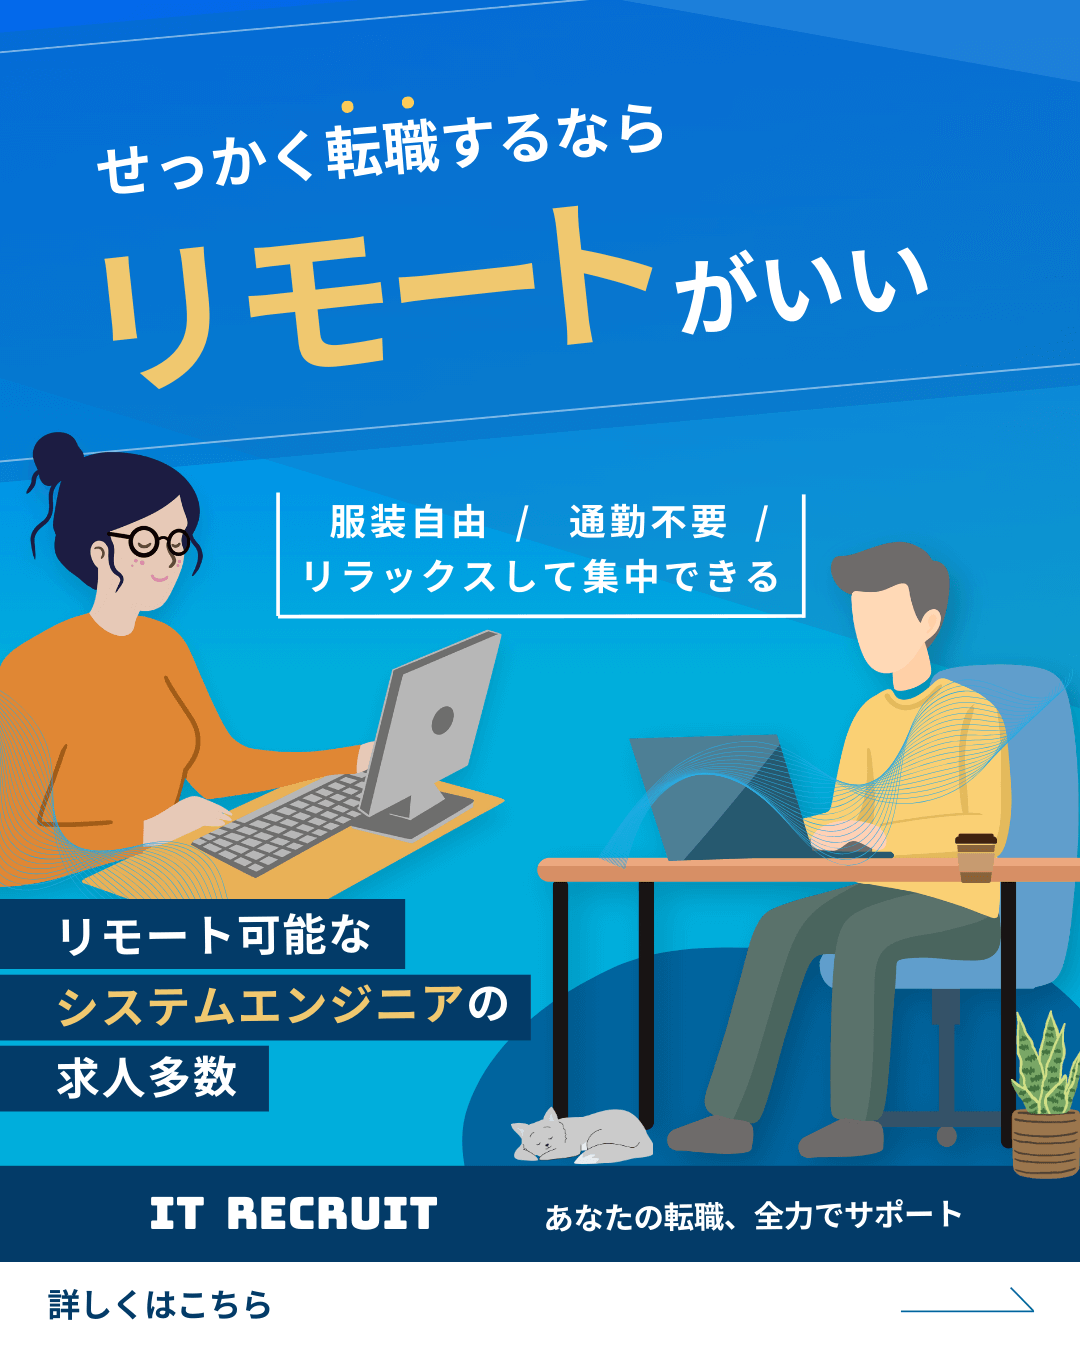 せっかく転職するなら
リモートがいい
服装自由 / 通勤不要 /
リラックスして集中できる
リモート可能な
システムエンジニアの
求人多数
IT RECRUIT
あなたの転職、全力でサポート
詳しくはこちら